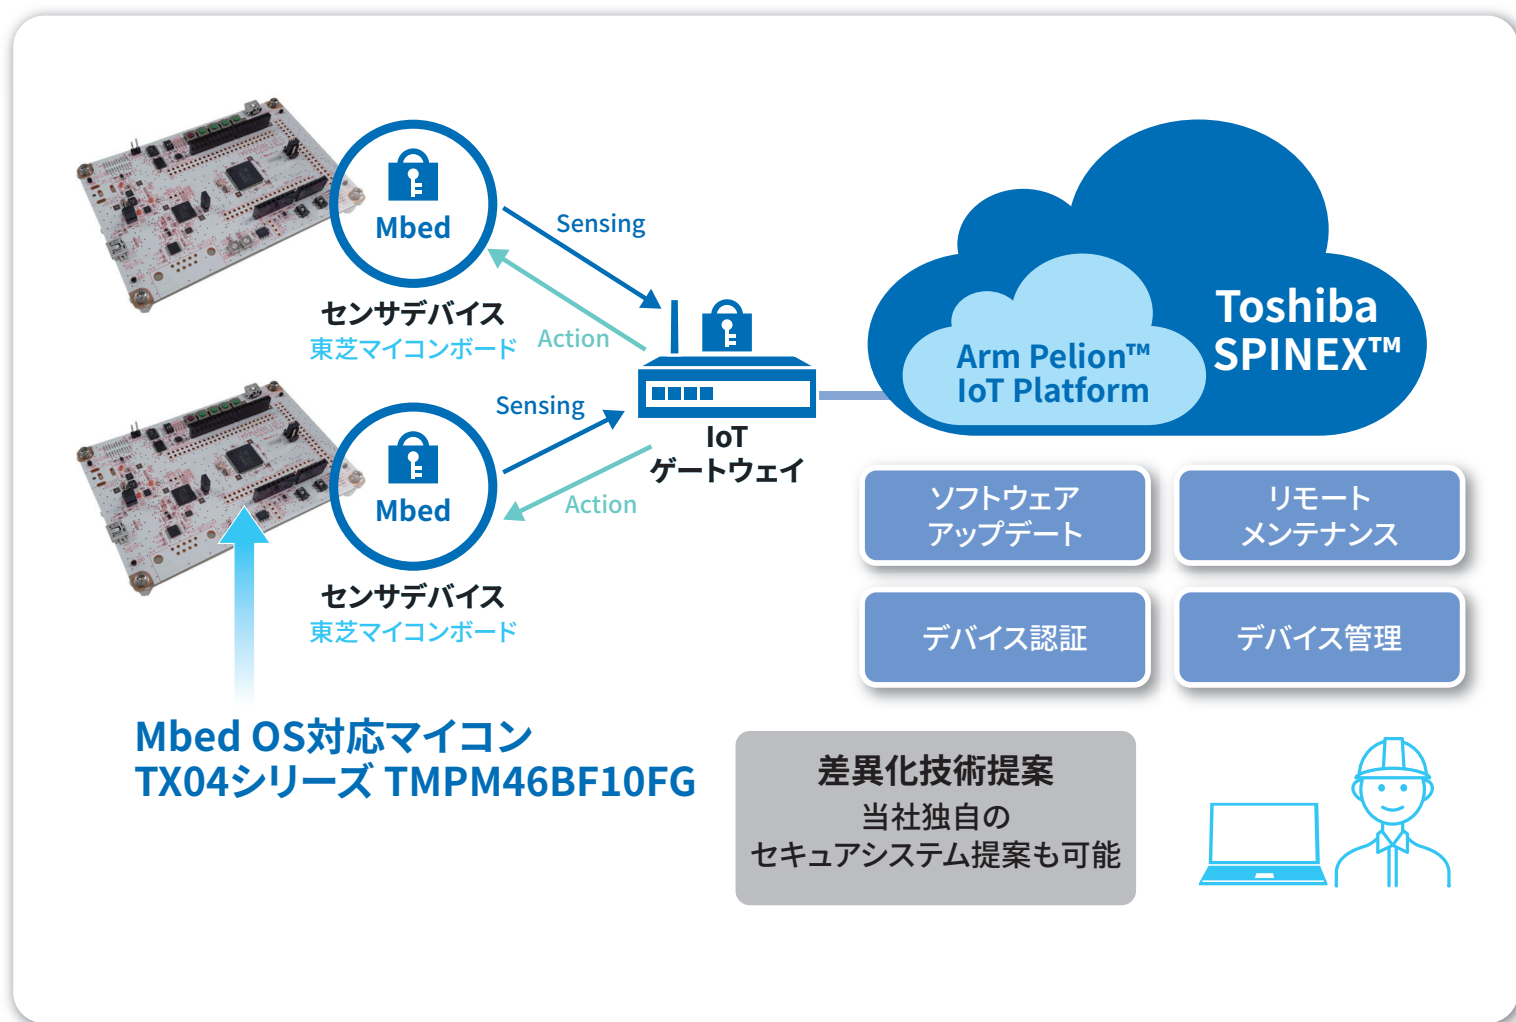 Mbed
センサデバイス
東芝マイコンボード
Sensing
Action
Mbed
センサデバイス
東芝マイコンボード
Sensing
Action
IoT
ゲートウェイ
Arm Pelion™
IoT Platform
Toshiba
SPINEX™
ソフトウェア
アップデート
リモート
メンテナンス
デバイス認証
デバイス管理
Mbed OS対応マイコン
TX04シリーズ TMPM46BF10FG
差異化技術提案
当社独自の
セキュアシステム提案も可能